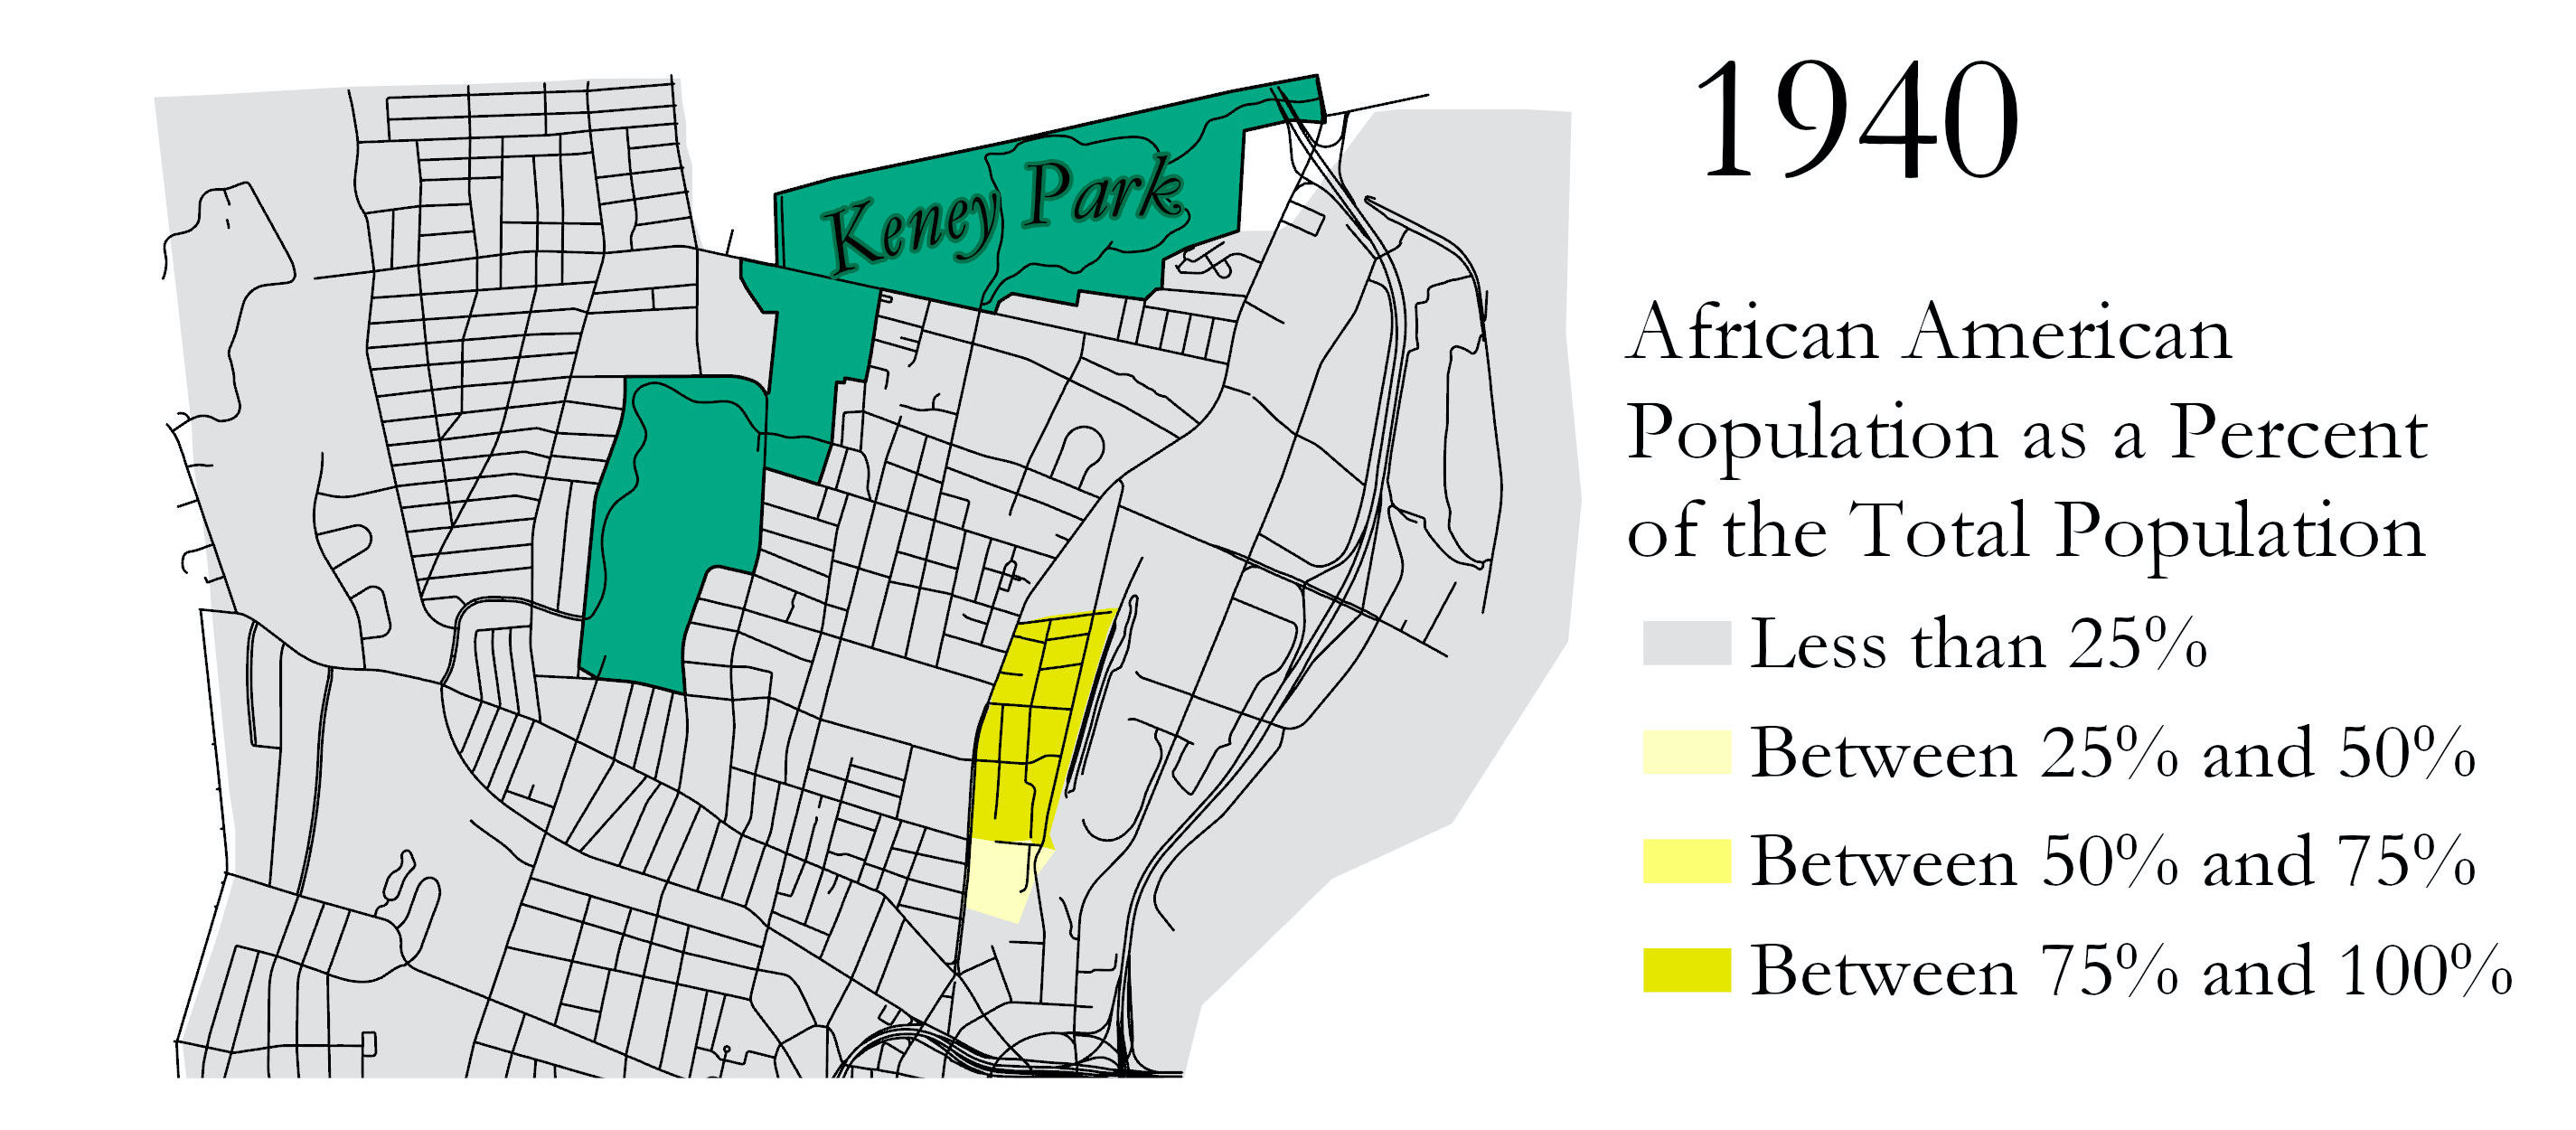 Keney Park
1940
African American
Population as a Percent
of the Total Population
Less than 25%
Between 25% and 50%
Between 50% and 75%
Between 75% and 100%